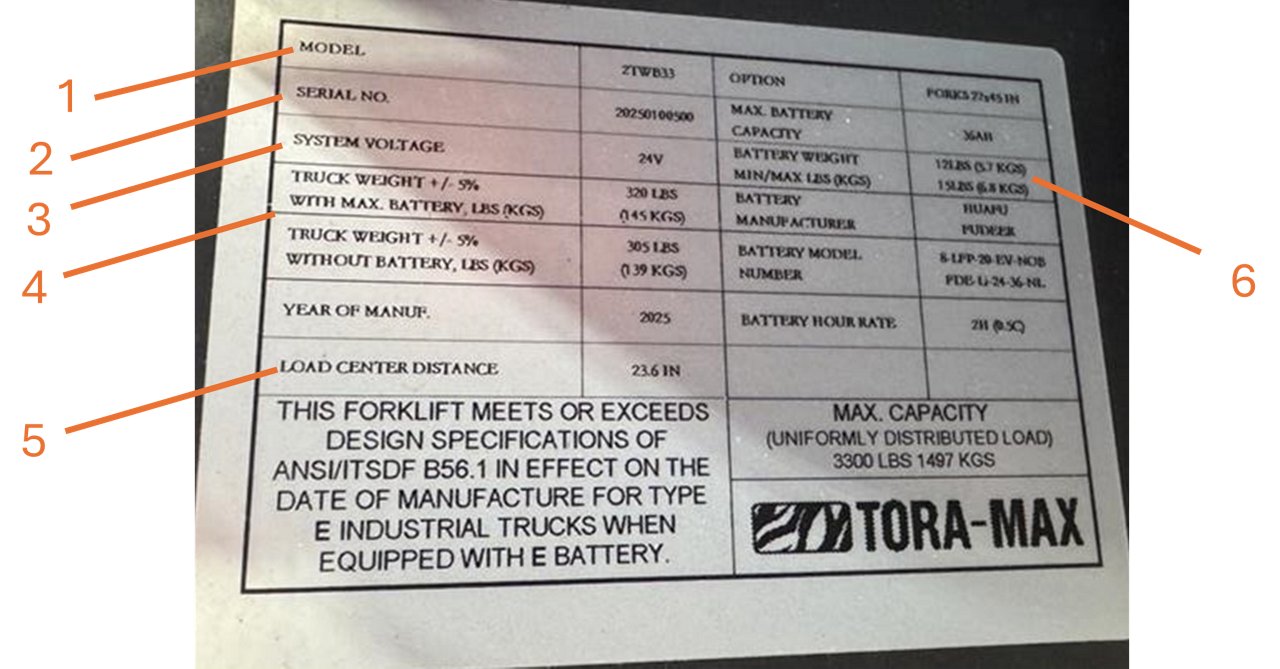 1
2
3
4
5
6
MODEL
ZTWB33
SERIAL NO.
20250100500
SYSTEM VOLTAGE
24V
TRUCK WEIGHT +/- 5%
WITH MAX. BATTERY, LBS (KGS)
320 LBS
(145 KGS)
TRUCK WEIGHT +/- 5%
WITHOUT BATTERY, LBS (KGS)
305 LBS
(139 KGS)
YEAR OF MANUF.
2025
LOAD CENTER DISTANCE
23.6 IN
OPTION
FORKS 27x45 IN
MAX. BATTERY
CAPACITY
36AH
BATTERY WEIGHT
MIN/MAX LBS (KGS)
12LBS (5.7 KGS)
15LBS (6.8 KGS)
BATTERY
MANUFACTURER
HUAFU
FUDEER
BATTERY MODEL
NUMBER
8-LFP-20-EV-NOB
FDE-Li-24-36-NL
BATTERY HOUR RATE
2H (0.5C)
THIS FORKLIFT MEETS OR EXCEEDS
DESIGN SPECIFICATIONS OF
ANSI/ITSDF B56.1 IN EFFECT ON THE
DATE OF MANUFACTURE FOR TYPE
E INDUSTRIAL TRUCKS WHEN
EQUIPPED WITH E BATTERY.
MAX. CAPACITY
(UNIFORMLY DISTRIBUTED LOAD)
3300 LBS 1497 KGS
TORA-MAX